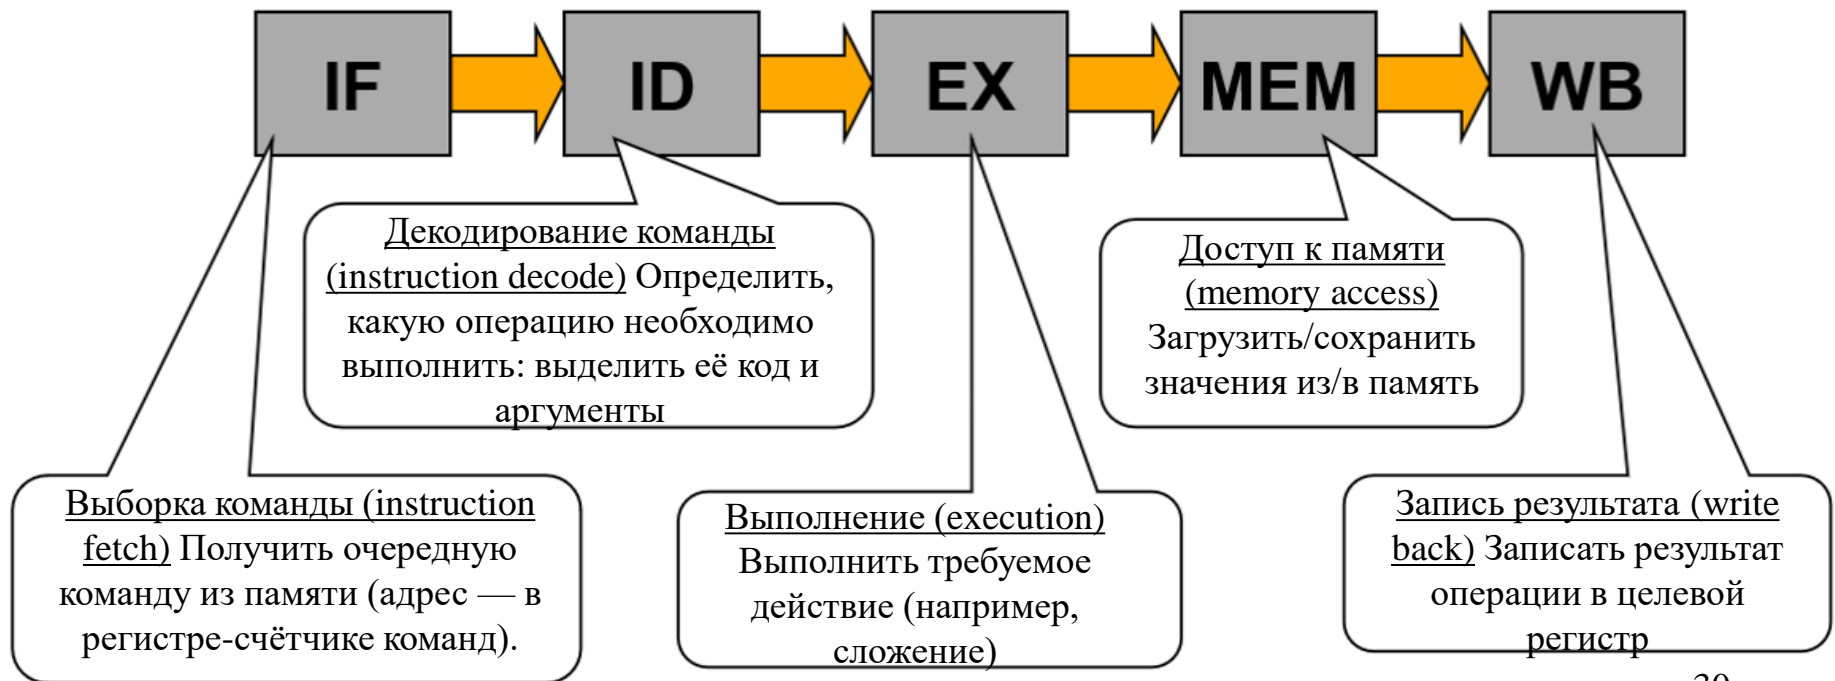 IF
ID
EX
MEM
WB
Декодирование команды
(instruction decode) Определить,
какую операцию необходимо
выполнить: выделить её код и
аргументы
Доступ к памяти
(memory access)
Загрузить/сохранить
значения из/в память
Выборка команды (instruction
fetch) Получить очередную
команду из памяти (адрес — в
регистре-счётчике команд).
Выполнение (execution)
Выполнить требуемое
действие (например,
сложение)
Запись результата (write
back) Записать результат
операции в целевой
регистр